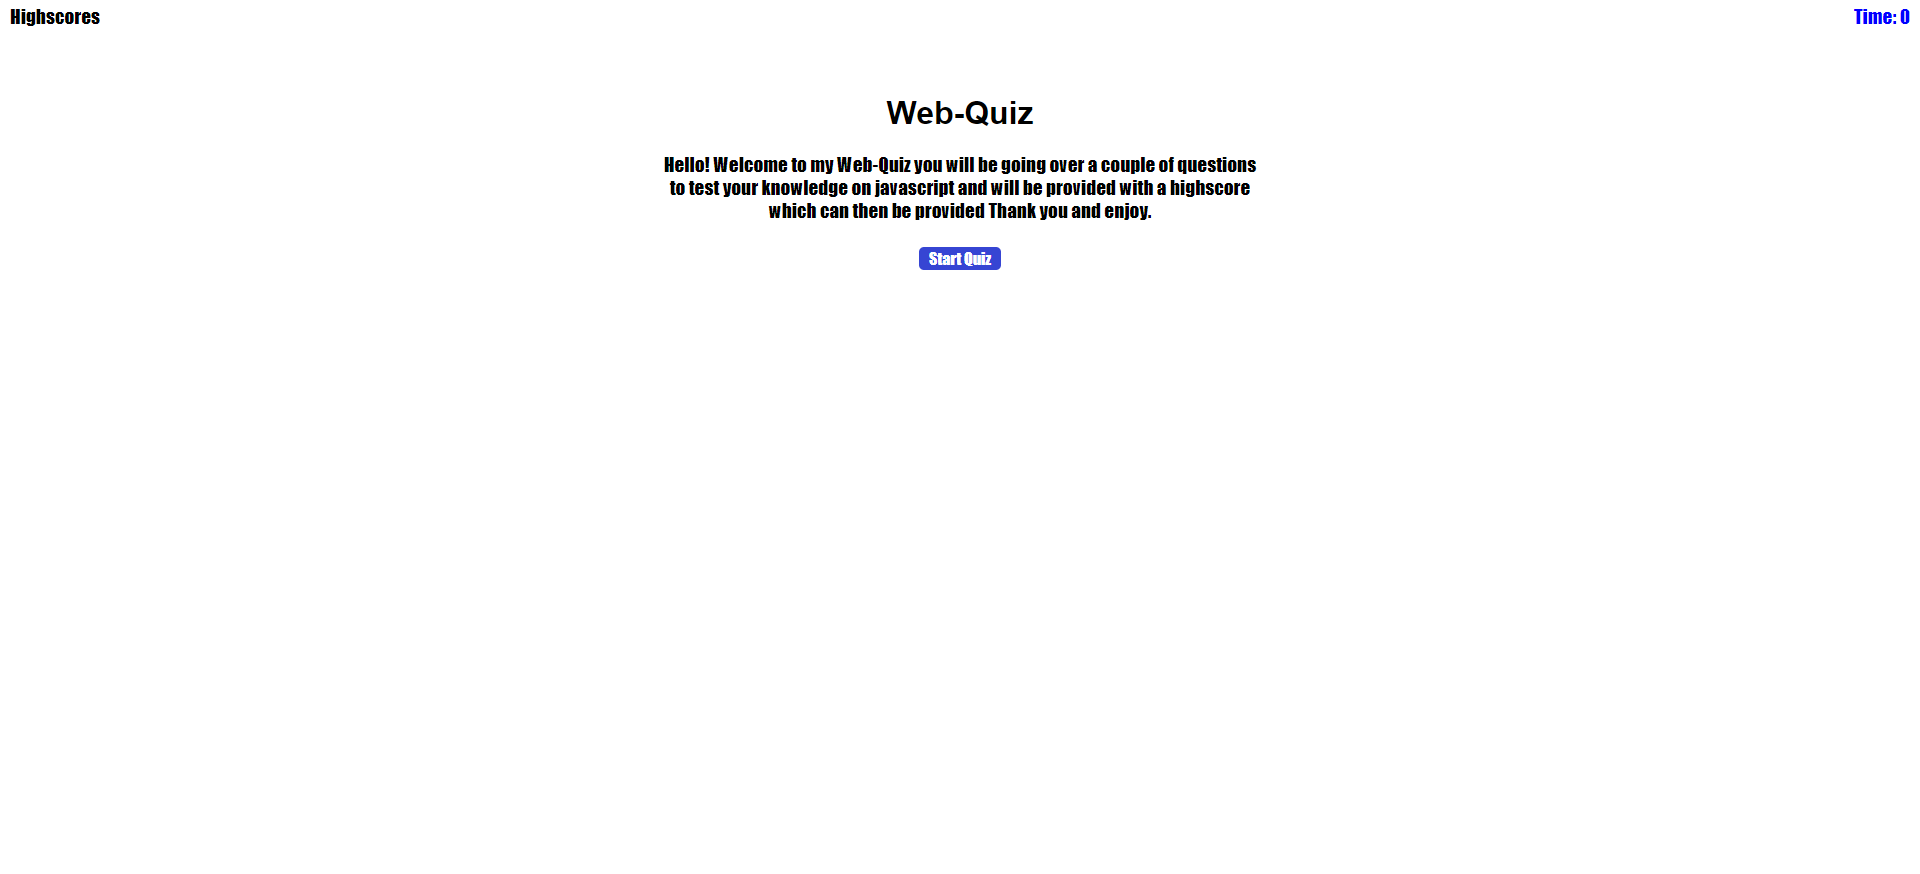 Highscores
Time: 0
Web-Quiz
Hello! Welcome to my Web-Quiz you will be going over a couple of questions
to test your knowledge on javascript and will be provided with a highscore
which can then be provided Thank you and enjoy.
Start Quiz